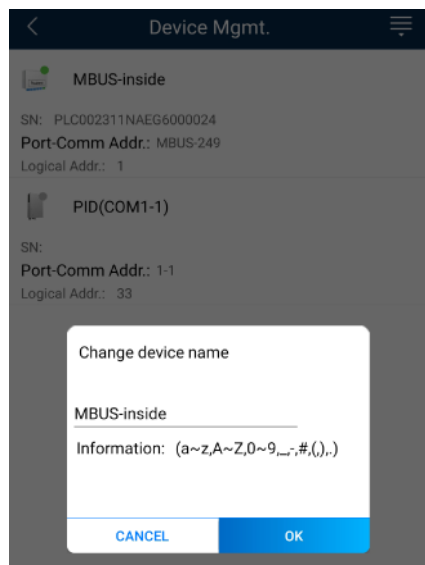 Device Mgmt.
MBUS-inside
SN: PLC002311NAEG6000024
Port-Comm Addr.: MBUS-249
Logical Addr.: 1
PID(COM1-1)
SN:
Port-Comm Addr.: 1-1
Logical Addr.: 33
Change device name
MBUS-inside
Information: (a~z,A~Z,0~9,_,-,#,(,),.)
CANCEL OK